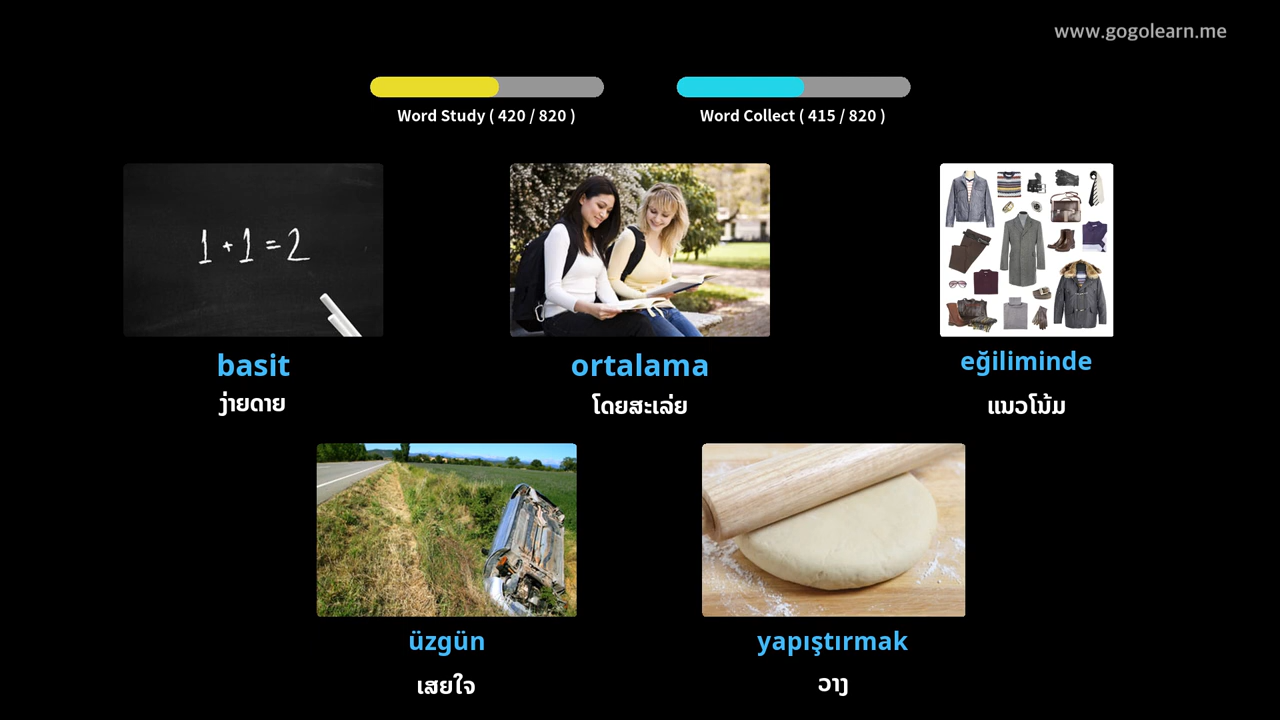 www.gogolearn.me
Word Study ( 420 / 820 )
Word Collect ( 415 / 820 )
1 + 1 = 2
basit
ງ່າຍດາຍ
ortalama
ໂດຍສະເລ່ຍ
eğiliminde
ແນວໂນ້ມ
üzgün
ເສຍໃຈ
yapıştırmak
ວາງ